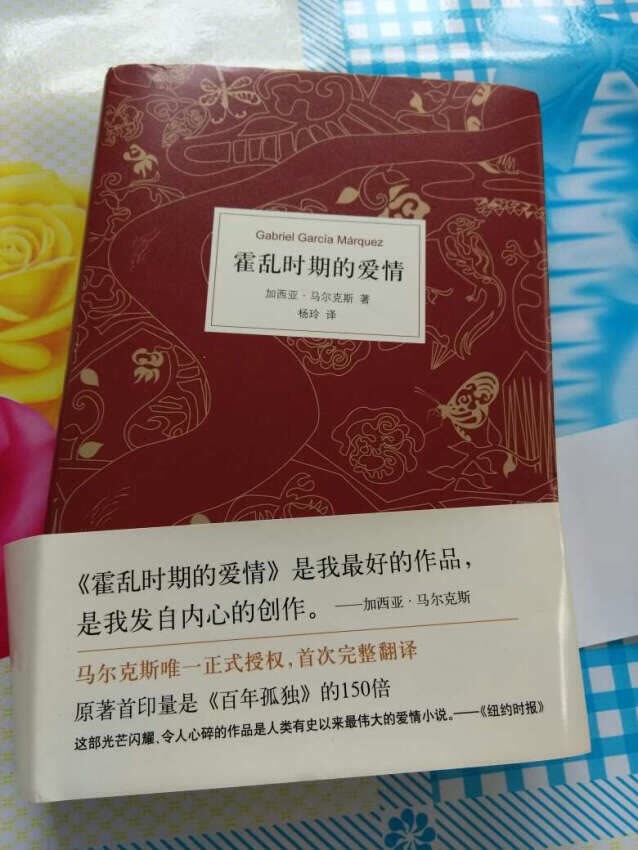 Gabriel García Márquez
霍乱时期的爱情
加西亚·马尔克斯 著
杨玲 译
《霍乱时期的爱情》是我最好的作品，
是我发自内心的创作。——加西亚·马尔克斯
马尔克斯唯一正式授权，首次完整翻译
原著首印量是《百年孤独》的150倍
这部光芒闪耀、令人心碎的作品是人类有史以来最伟大的爱情小说。——《纽约时报》